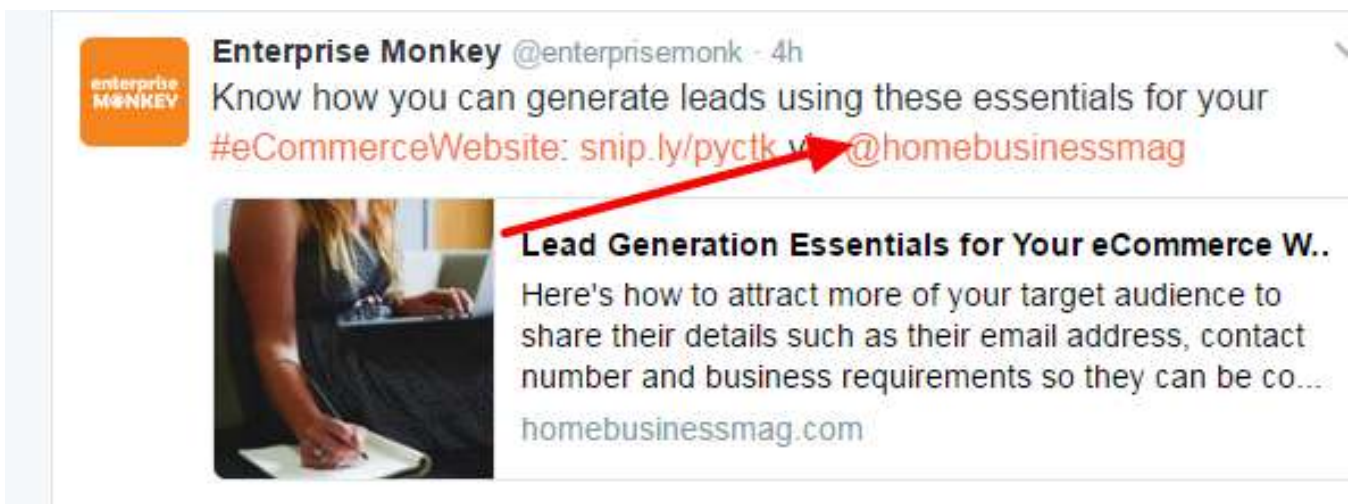 Enterprise Monkey @enterprisemonk · 4h
enterprise
MONKEY
Know how you can generate leads using these essentials for your
#eCommerceWebsite: snip.ly/pyctk @homebusinessmag
Lead Generation Essentials for Your eCommerce W..
Here's how to attract more of your target audience to
share their details such as their email address, contact
number and business requirements so they can be co...
homebusinessmag.com